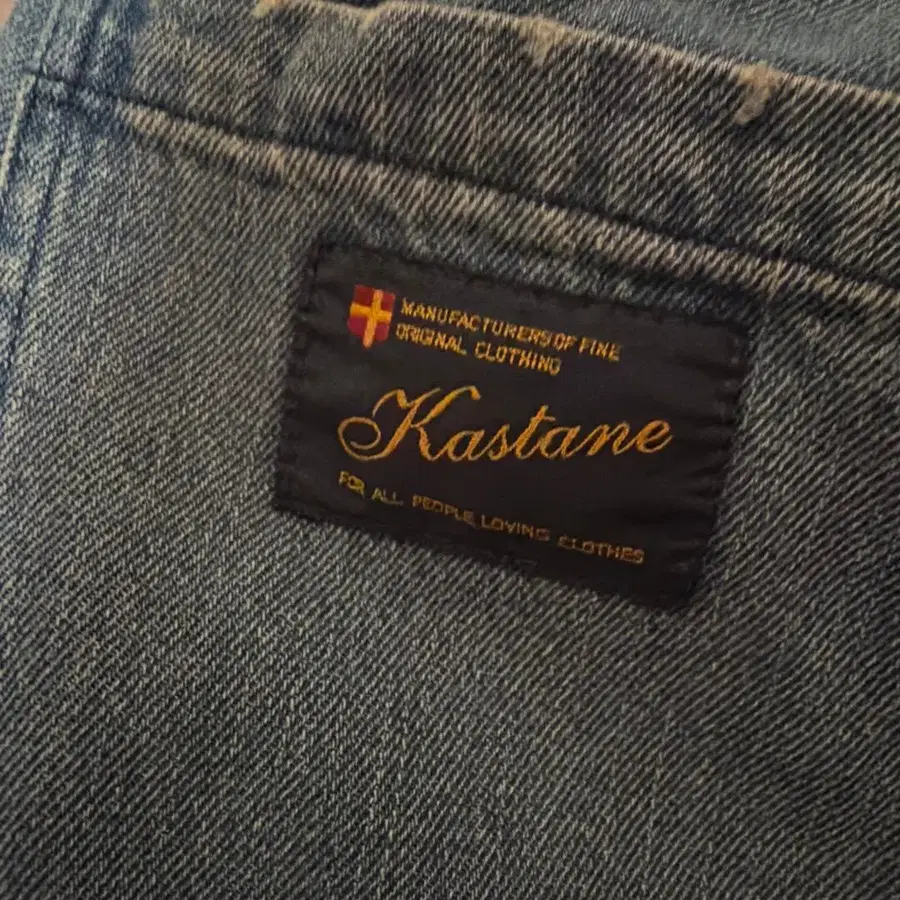 MANUFACTURERS OF FINE
ORIGINAL CLOTHING
Kastane
FOR ALL PEOPLE LOVING CLOTHES